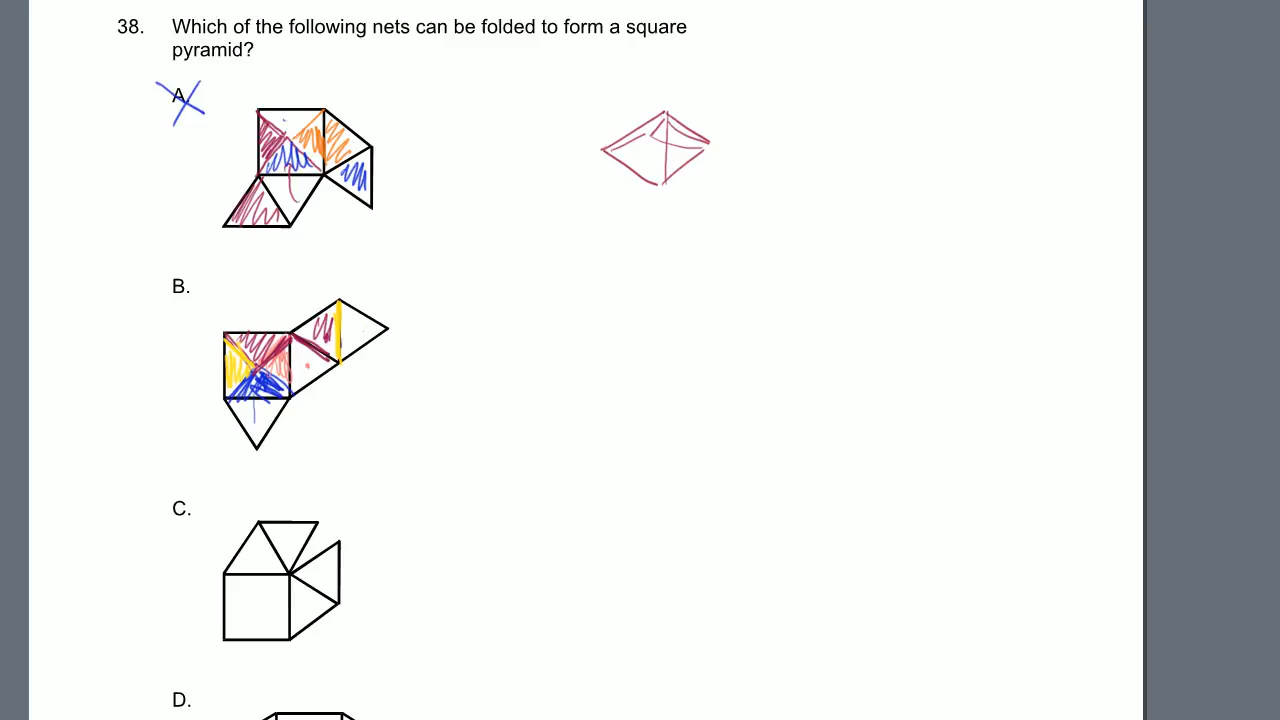 38. Which of the following nets can be folded to form a square
pyramid?
A.
B.
C.
D.